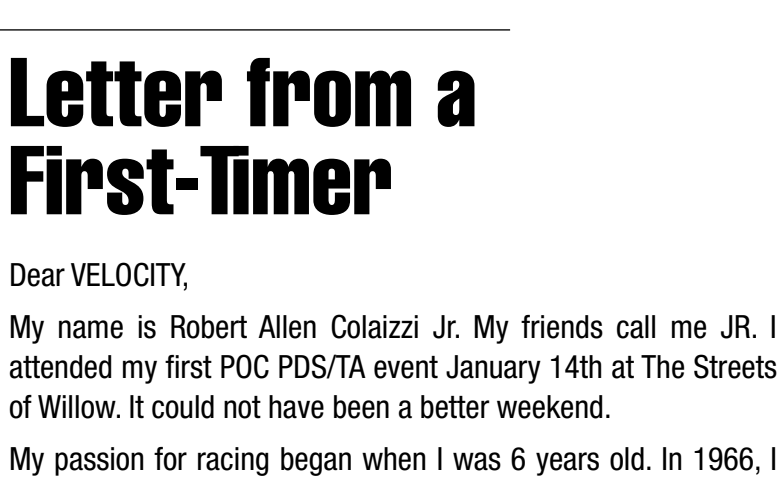 Letter from a
First-Timer
Dear VELOCITY,
My name is Robert Allen Colaizzi Jr. My friends call me JR. I
attended my first POC PDS/TA event January 14th at The Streets
of Willow. It could not have been a better weekend.
My passion for racing began when I was 6 years old. In 1966, I